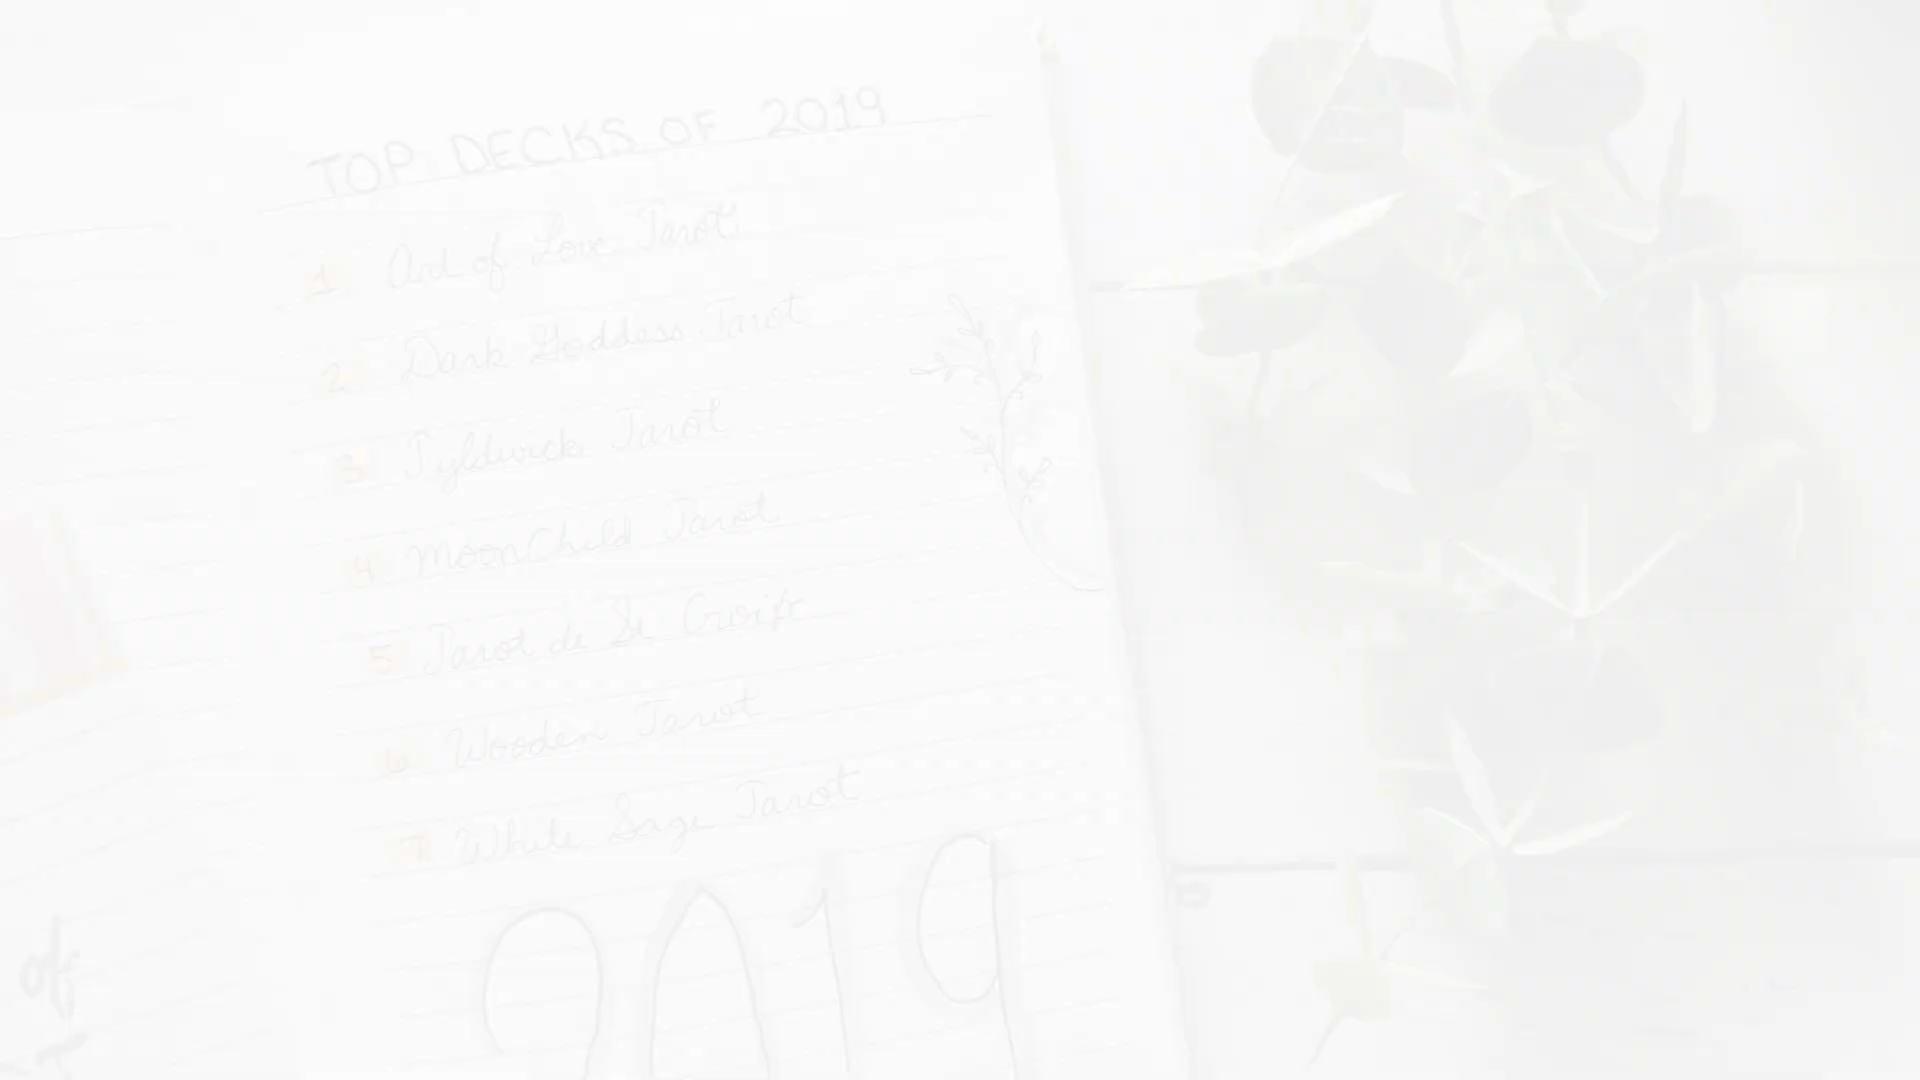 TOP DECKS OF 2019
1 Art of Love Tarot
2 Dark Goddess Tarot
3 Tyldwick Tarot
4 MoonChild Tarot
5 Tarot de St Croix
6 Wooden Tarot
7 White Sage Tarot
2019
of